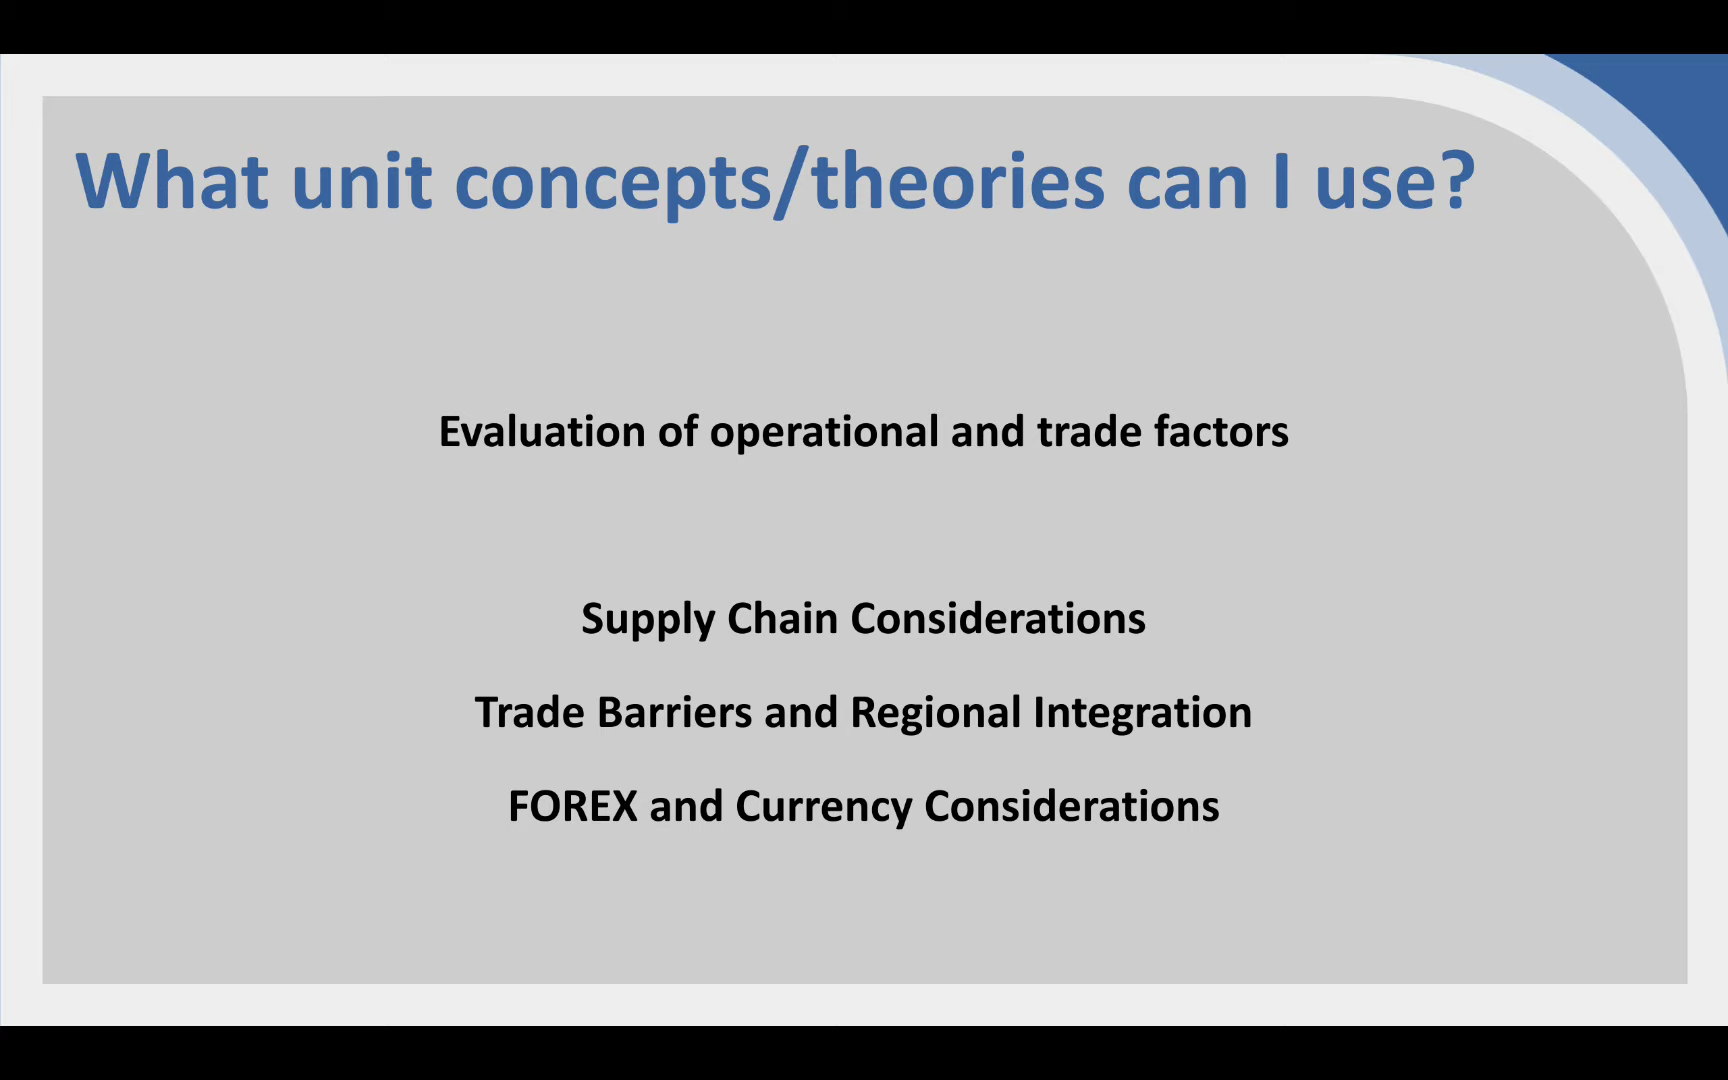 What unit concepts/theories can I use?
Evaluation of operational and trade factors
Supply Chain Considerations
Trade Barriers and Regional Integration
FOREX and Currency Considerations